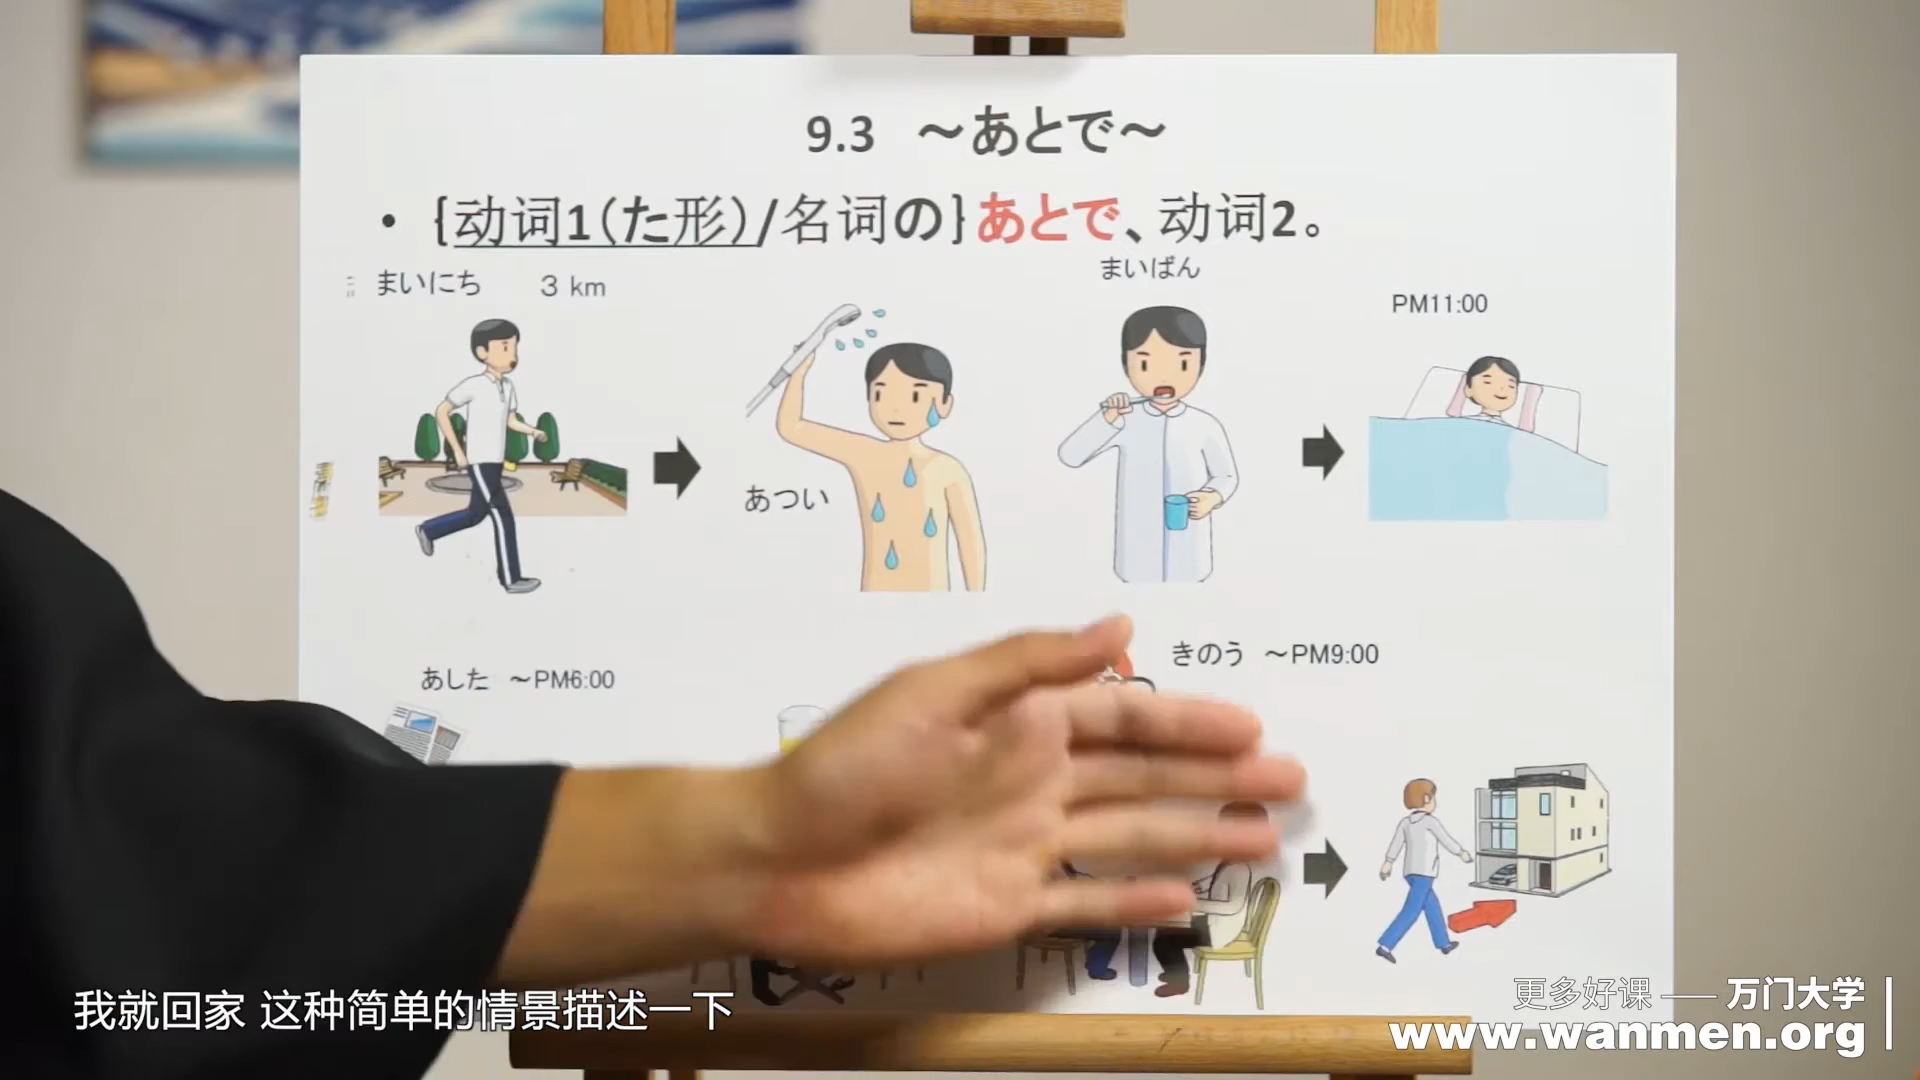 9.3 ～あとで～
• {动词1(た形)/名词の}あとで、动词2。
まいにち 3 km
まいばん
PM11:00
あつい
あした ～PM6:00
きのう ～PM9:00
我就回家 这种简单的情景描述一下
更多好课 —— 万门大学
www.wanmen.org